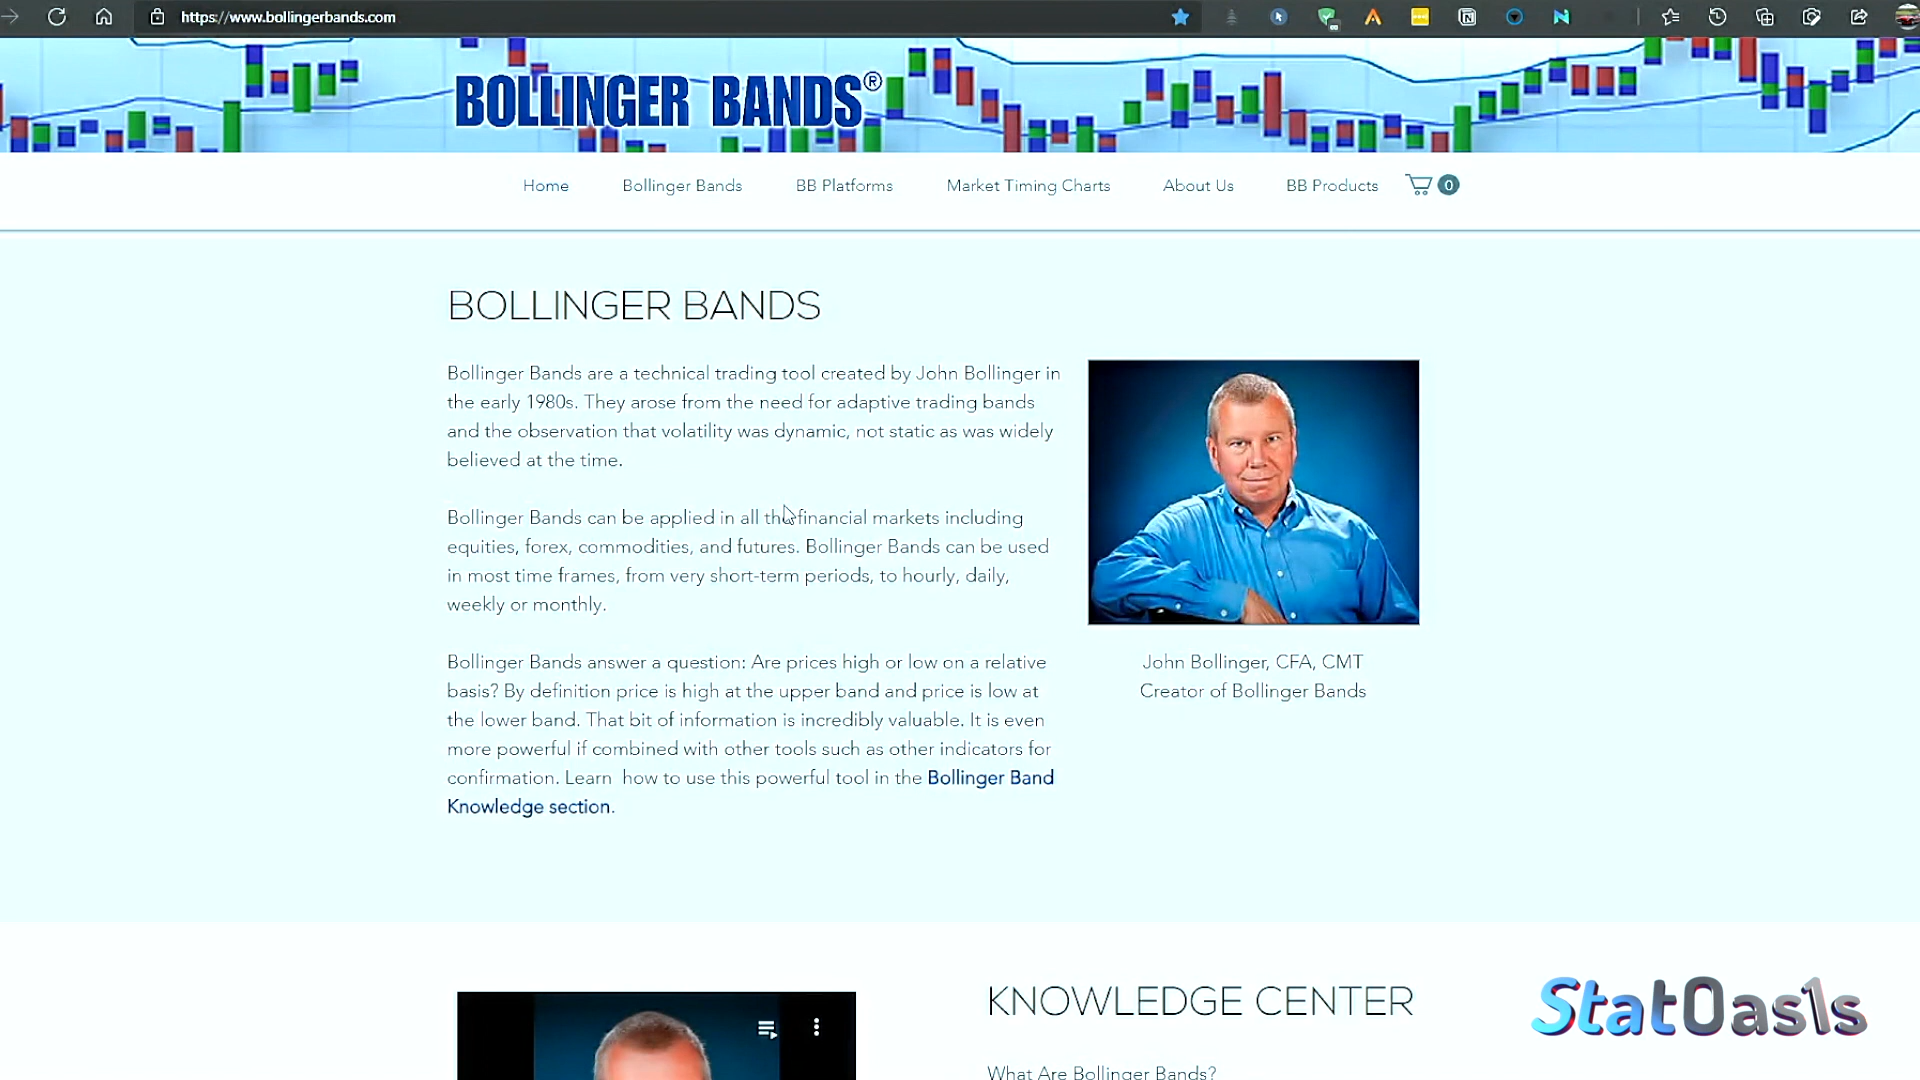 https://www.bollingerbands.com
BOLLINGER BANDS®
Home Bollinger Bands BB Platforms Market Timing Charts About Us BB Products 0
BOLLINGER BANDS
Bollinger Bands are a technical trading tool created by John Bollinger in
the early 1980s. They arose from the need for adaptive trading bands
and the observation that volatility was dynamic, not static as was widely
believed at the time.
Bollinger Bands can be applied in all the financial markets including
equities, forex, commodities, and futures. Bollinger Bands can be used
in most time frames, from very short-term periods, to hourly, daily,
weekly or monthly.
Bollinger Bands answer a question: Are prices high or low on a relative
basis? By definition price is high at the upper band and price is low at
the lower band. That bit of information is incredibly valuable. It is even
more powerful if combined with other tools such as other indicators for
confirmation. Learn how to use this powerful tool in the Bollinger Band
Knowledge section.
John Bollinger, CFA, CMT
Creator of Bollinger Bands
KNOWLEDGE CENTER
What Are Bollinger Bands?
StatOas1s